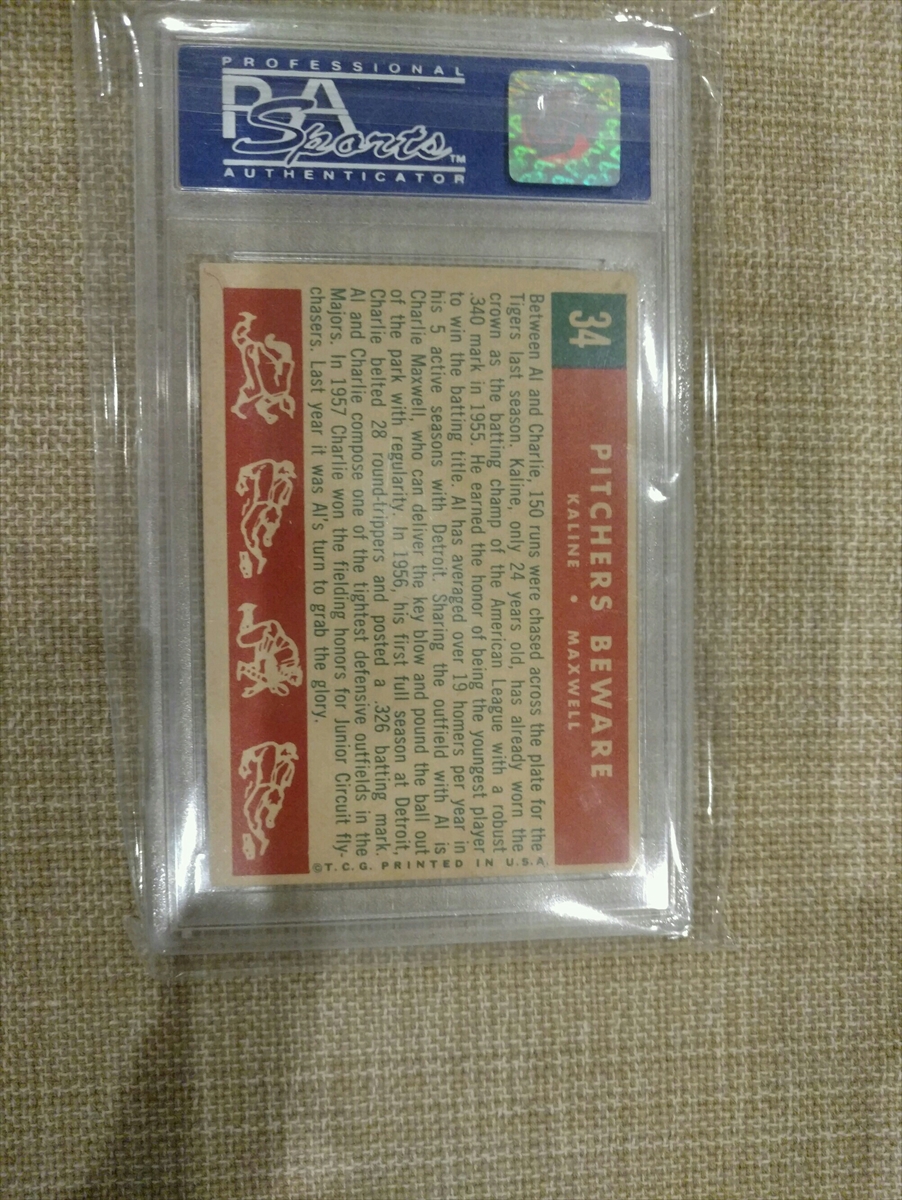 PROFESSIONAL
PSA
Sports™
AUTHENTICATOR
34
PITCHERS BEWARE
KALINE • MAXWELL
Between Al and Charlie, 150 runs were chased across the plate for the
Tigers last season. Kaline, only 24 years old, has already worn the
crown as the batting champ of the American League with a robust
.340 mark in 1955. He earned the honor of being the youngest player
to win the batting title. Al has averaged over 19 homers per year in
his 5 active seasons with Detroit. Sharing the outfield with Al is
Charlie Maxwell, who can deliver the key blow and pound the ball out
of the park with regularity. In 1956, his first full season at Detroit,
Charlie belted 28 round-trippers and posted a .326 batting mark.
Al and Charlie compose one of the tightest defensive outfields in the
Majors. In 1957 Charlie won the fielding honors for Junior Circuit fly-
chasers. Last year it was Al's turn to grab the glory.
©T.C.G. PRINTED IN U.S.A.